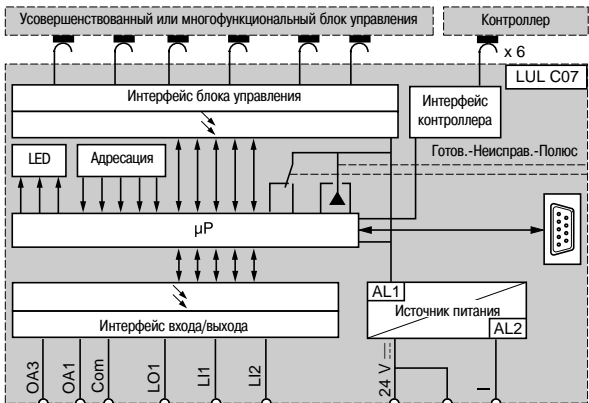 Усовершенствованный или многофункциональный блок управления
Контроллер
x 6
LUL C07
Интерфейс блока управления
Интерфейс
контроллера
Готов.-Неисправ.-Полюс
LED
Адресация
µP
AL1
Источник питания
AL2
Интерфейс входа/выхода
OA3
OA1
Com
LO1
LI1
LI2
24 V